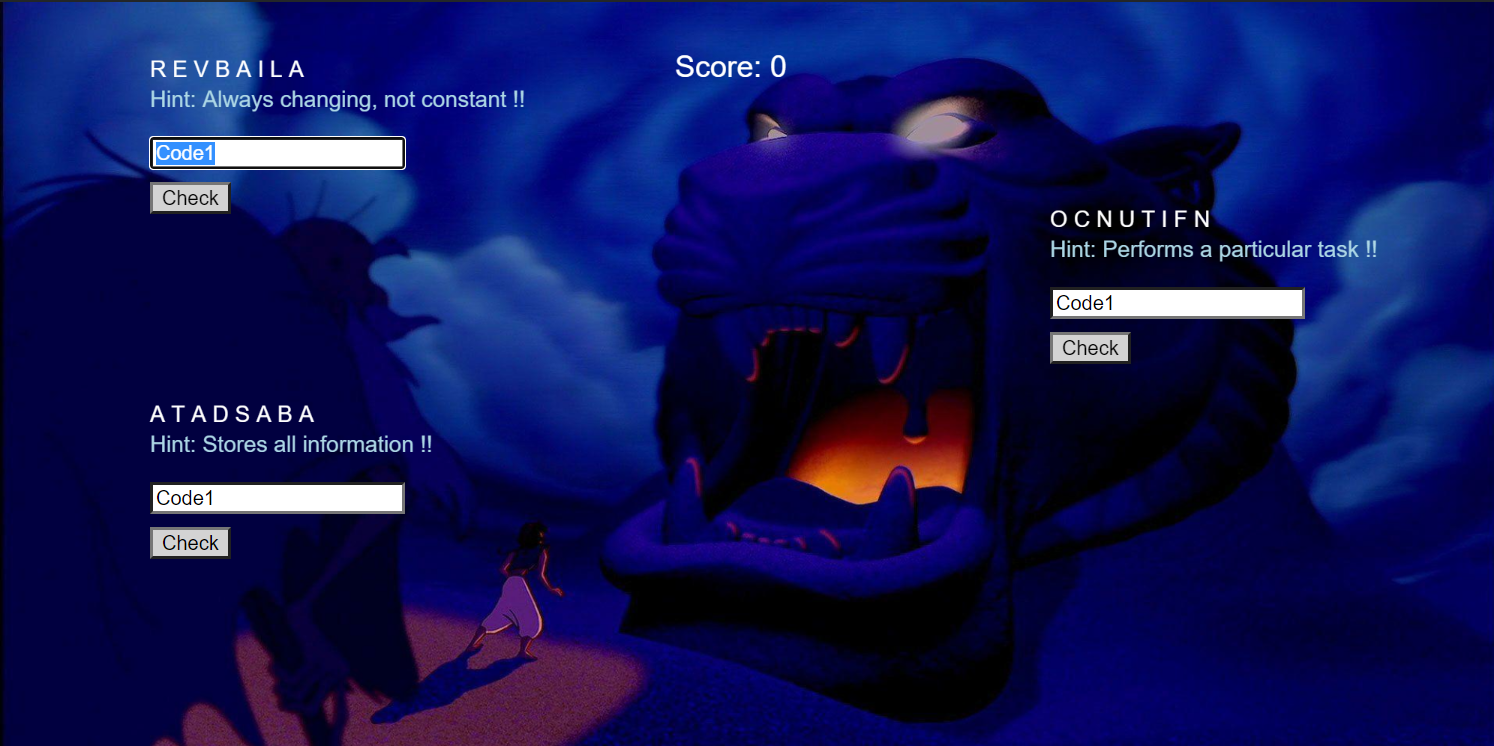 R E V B A I L A
Hint: Always changing, not constant !!
Code1
Check
Score: 0
O C N U T I F N
Hint: Performs a particular task !!
Code1
Check
A T A D S A B A
Hint: Stores all information !!
Code1
Check